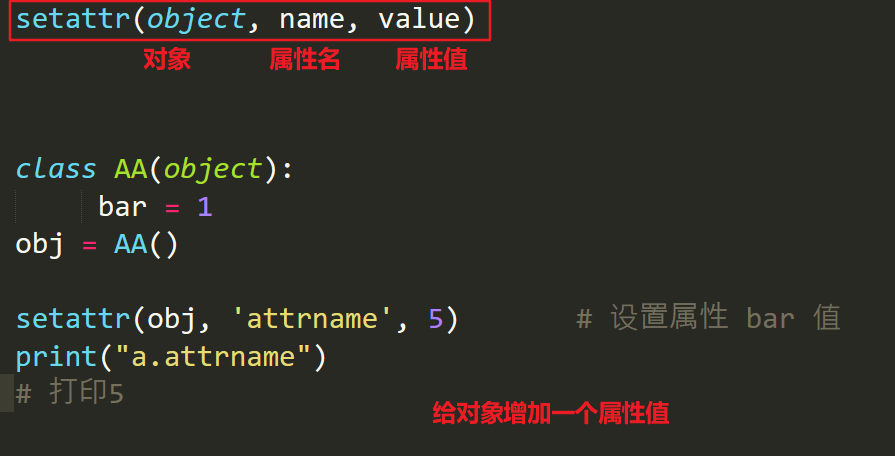 setattr(object, name, value)
对象 属性名 属性值
class AA(object):
bar = 1
obj = AA()
setattr(obj, 'attrname', 5) # 设置属性 bar 值
print("a.attrname")
# 打印5
给对象增加一个属性值